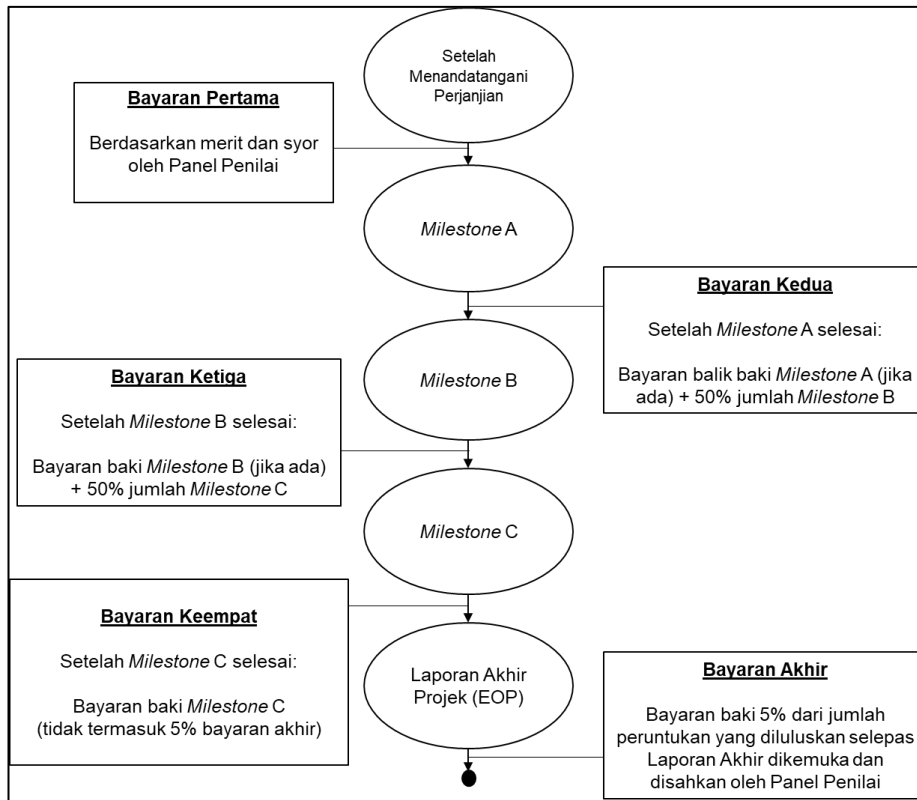 Setelah
Menandatangani
Perjanjian
Bayaran Pertama
Berdasarkan merit dan syor
oleh Panel Penilai
Milestone A
Bayaran Kedua
Setelah Milestone A selesai:
Bayaran balik baki Milestone A (jika
ada) + 50% jumlah Milestone B
Milestone B
Bayaran Ketiga
Setelah Milestone B selesai:
Bayaran baki Milestone B (jika ada)
+ 50% jumlah Milestone C
Milestone C
Bayaran Keempat
Setelah Milestone C selesai:
Bayaran baki Milestone C
(tidak termasuk 5% bayaran akhir)
Laporan Akhir
Projek (EOP)
Bayaran Akhir
Bayaran baki 5% dari jumlah
peruntukan yang diluluskan selepas
Laporan Akhir dikemuka dan
disahkan oleh Panel Penilai